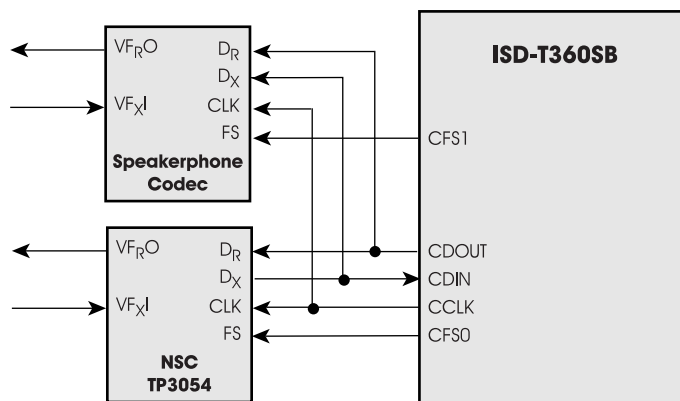 VFRO
DR
DX
VFXI
CLK
FS
Speakerphone
Codec
ISD-T360SB
CFS1
VFRO
DR
DX
VFXI
CLK
FS
NSC
TP3054
CDOUT
CDIN
CCLK
CFS0